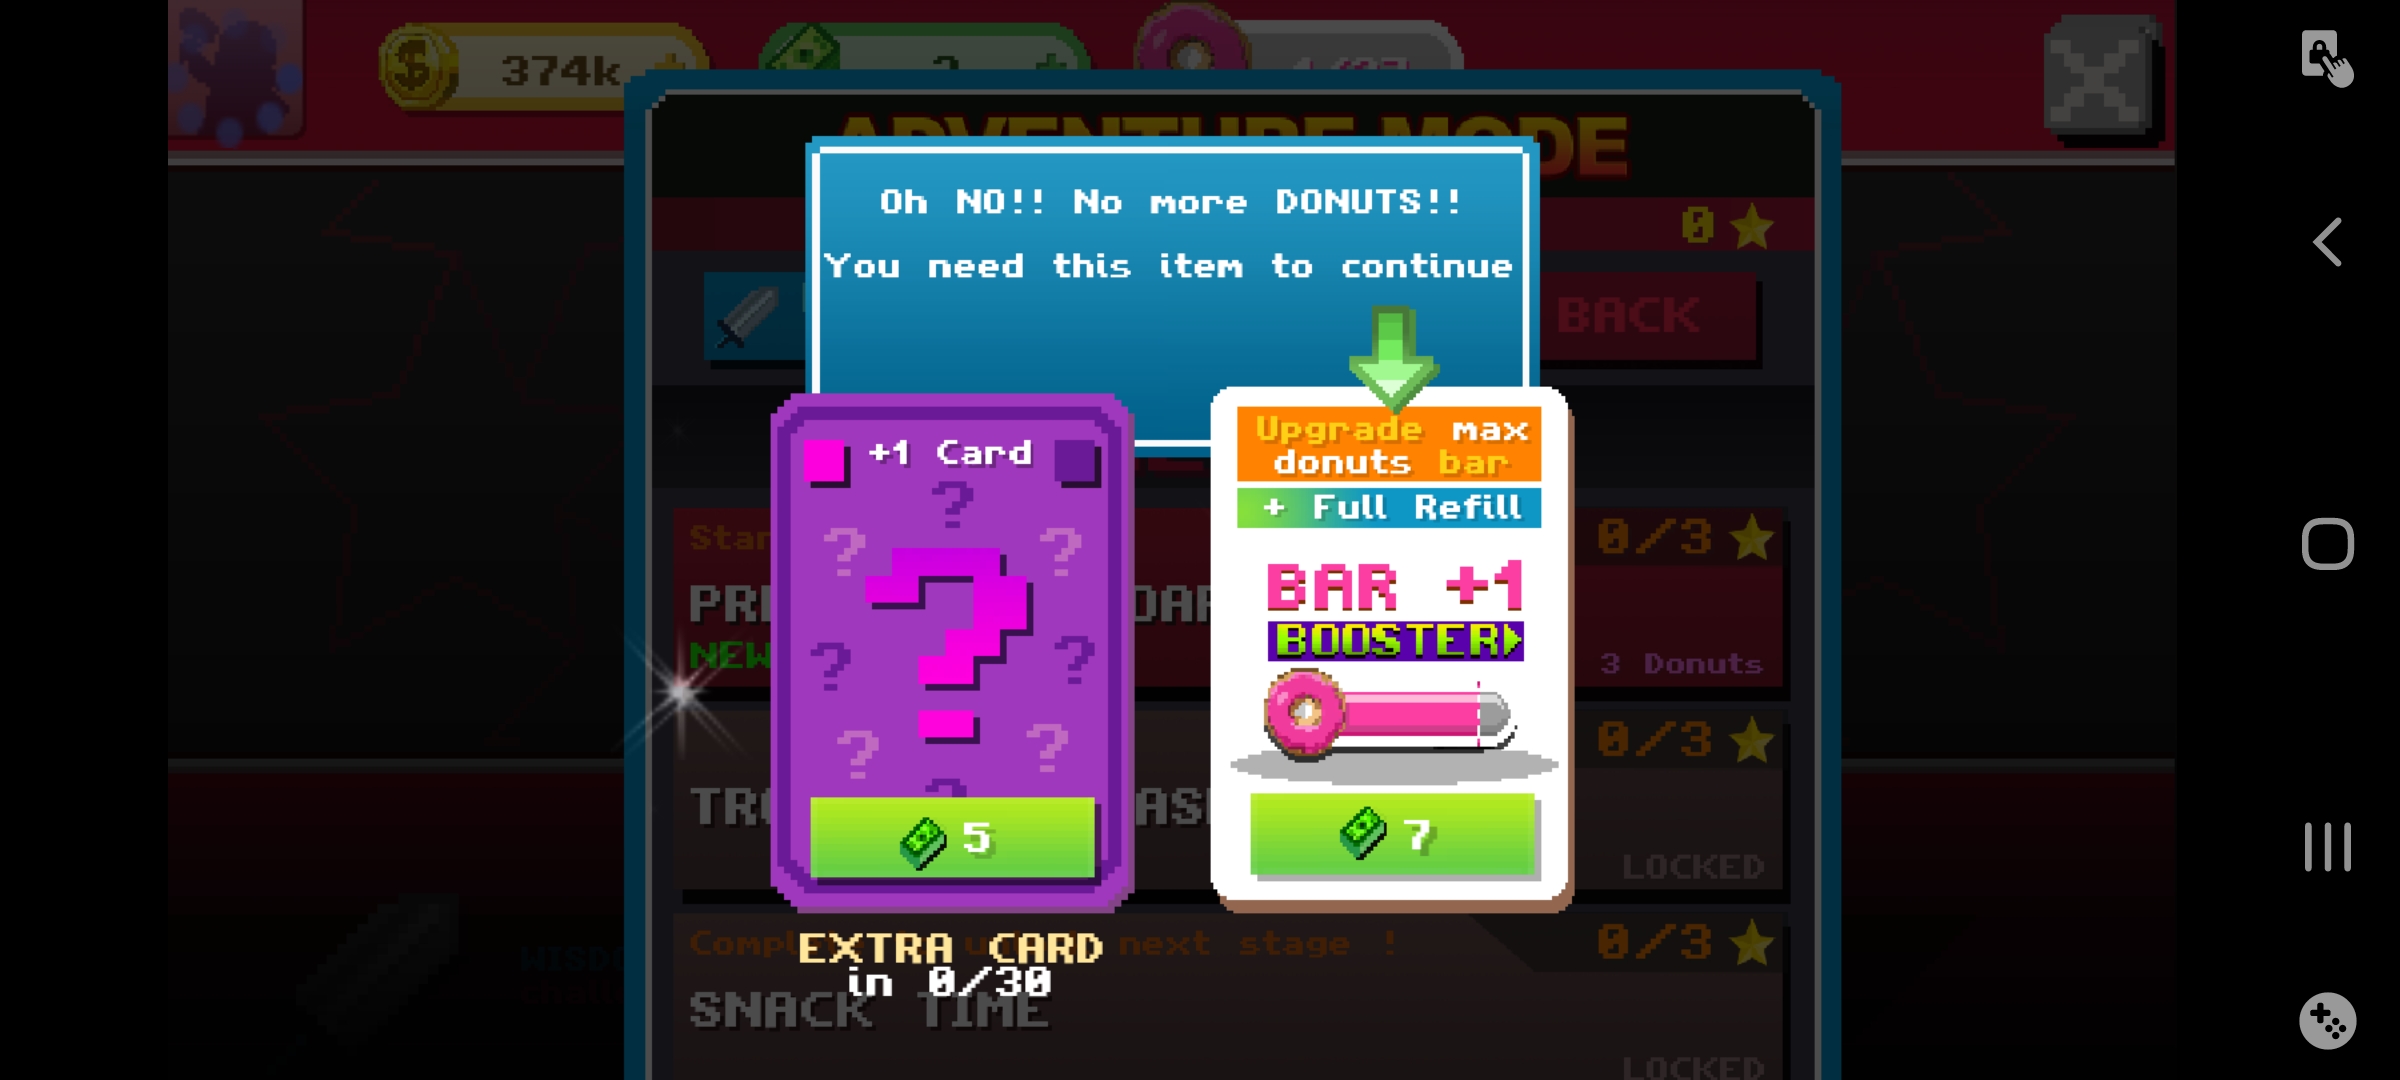 374k
ADVENTURE MODE
Oh NO!! No more DONUTS!!
You need this item to continue
0
BACK
+1 Card
Upgrade max
donuts bar
+ Full Refill
BAR +1
BOOSTER
5
7
0/3
NEW
3 Donuts
0/3
LOCKED
next stage !
0/3
EXTRA CARD
in 0/30
SNACK TIME
LOCKED